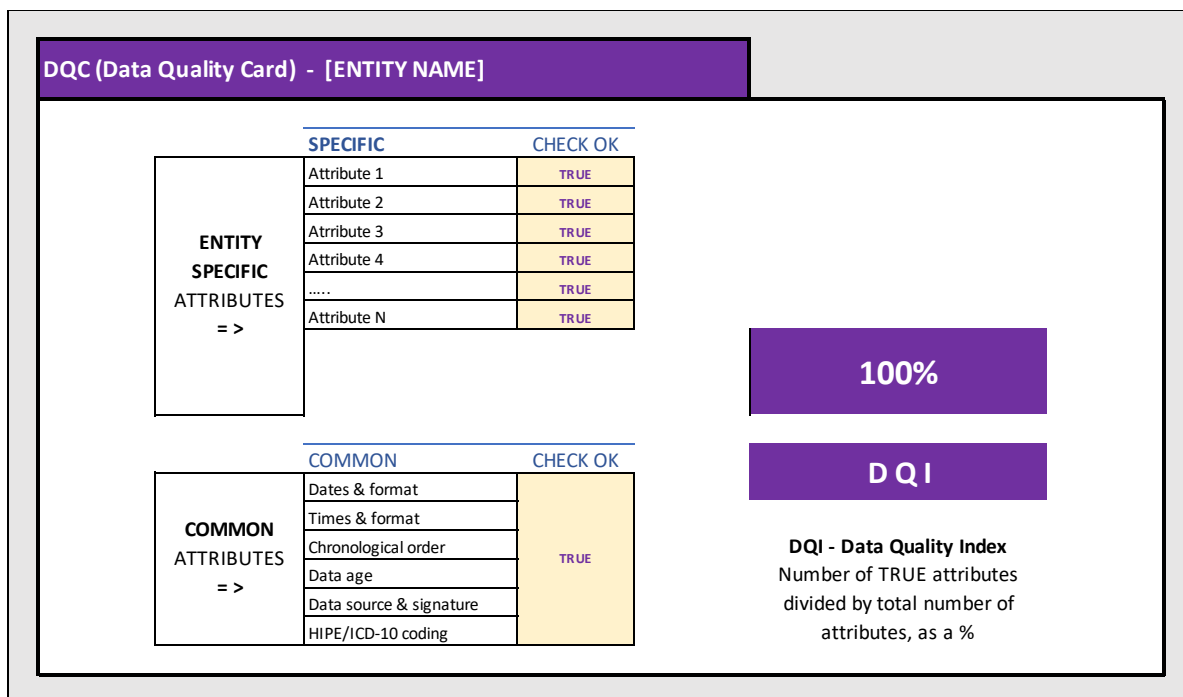 DQC (Data Quality Card) - [ENTITY NAME]
SPECIFIC CHECK OK
ENTITY
SPECIFIC
ATTRIBUTES
= >
Attribute 1 TRUE
Attribute 2 TRUE
Atrribute 3 TRUE
Attribute 4 TRUE
..... TRUE
Attribute N TRUE
100%
COMMON CHECK OK
DQI
COMMON
ATTRIBUTES
= >
Dates & format
Times & format
Chronological order
Data age
Data source & signature
HIPE/ICD-10 coding
TRUE
DQI - Data Quality Index
Number of TRUE attributes
divided by total number of
attributes, as a %